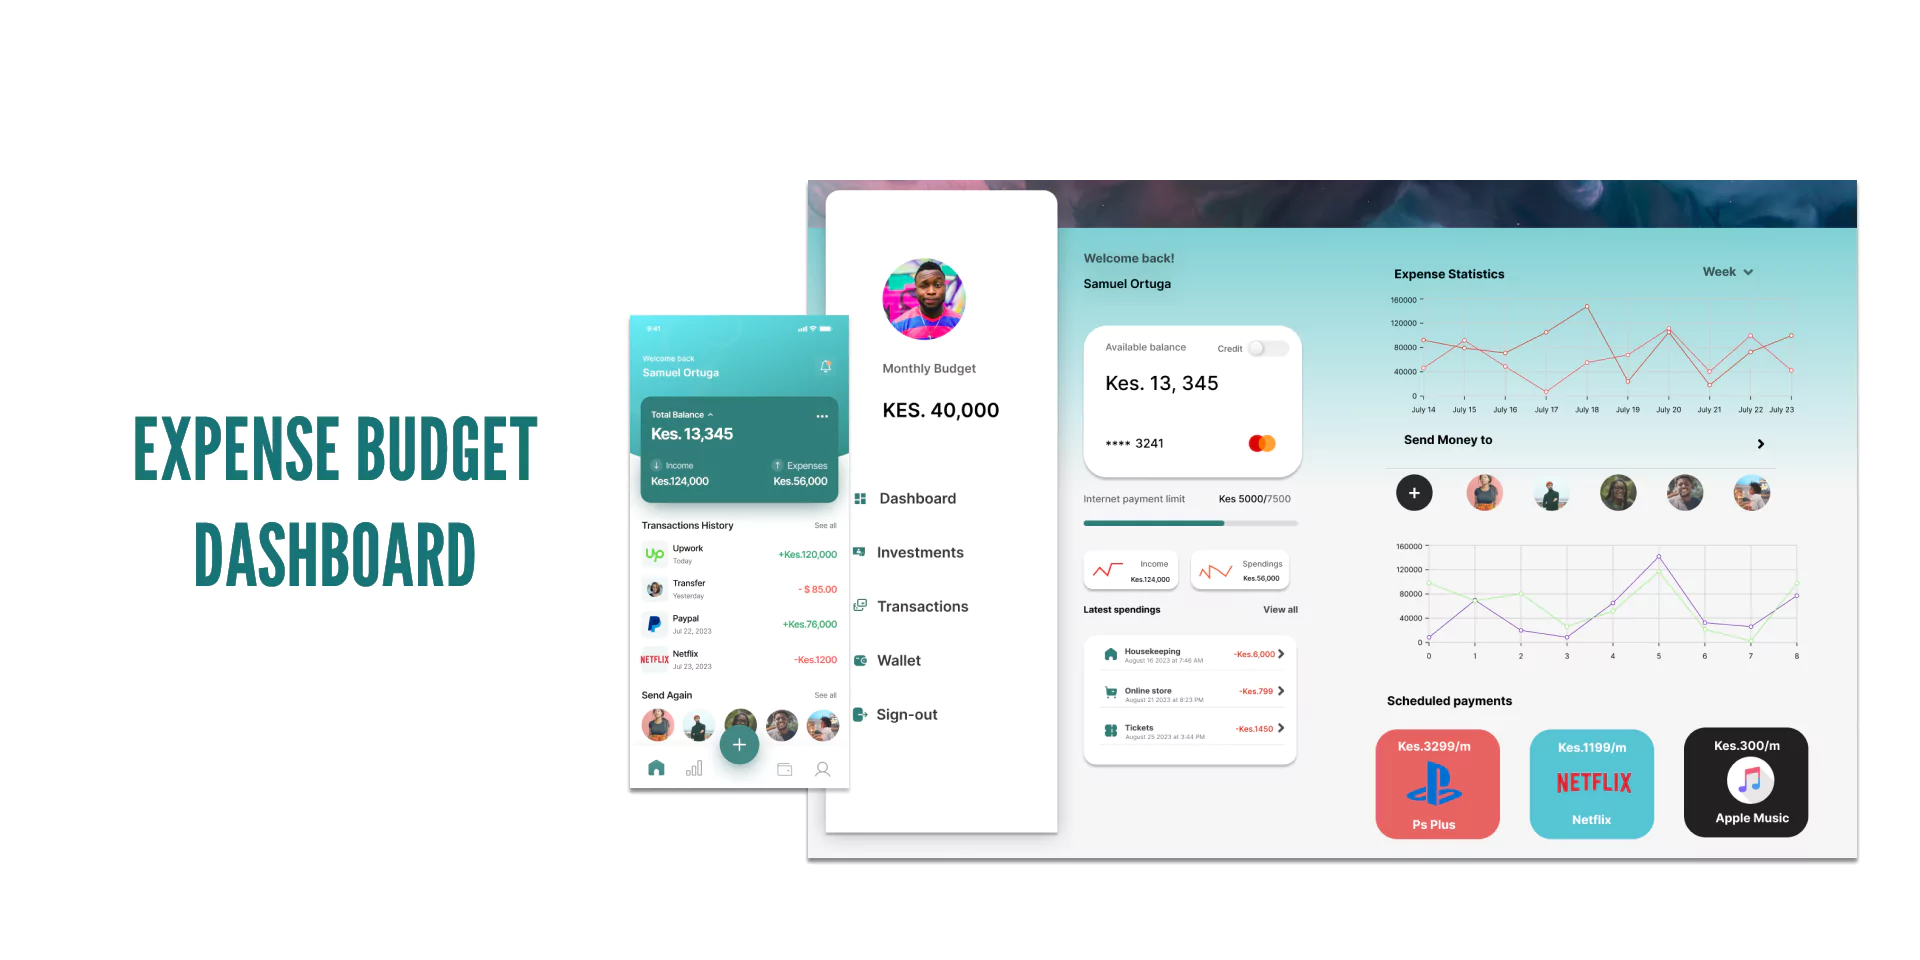 EXPENSE BUDGET
DASHBOARD
9:41
Welcome back
Samuel Ortuga
Total Balance
Kes. 13,345
Income
Expenses
Kes.124,000
Kes.56,000
Transactions History
See all
Upwork
Today
+Kes.120,000
Transfer
Yesterday
- $ 85.00
Paypal
Jul 22, 2023
+Kes.76,000
NETFLIX
Netflix
Jul 23, 2023
-Kes.1200
Send Again
See all
Monthly Budget
KES. 40,000
Dashboard
Investments
Transactions
Wallet
Sign-out
Welcome back!
Samuel Ortuga
Available balance
Credit
Kes. 13, 345
**** 3241
Internet payment limit
Kes 5000/7500
Income
Kes.124,000
Spendings
Kes.56,000
Latest spendings
View all
Housekeeping
August 16 2023 at 7:46 AM
-Kes.6,000
Online store
August 21 2023 at 8:23 PM
-Kes.799
Tickets
August 25 2023 at 3:44 PM
-Kes.1450
Expense Statistics
Week
160000
120000
80000
40000
0
July 14 July 15 July 16 July 17 July 18 July 19 July 20 July 21 July 22 July 23
Send Money to
160000
120000
80000
40000
0
0 1 2 3 4 5 6 7 8
Scheduled payments
Kes.3299/m
Ps Plus
Kes.1199/m
NETFLIX
Netflix
Kes.300/m
Apple Music